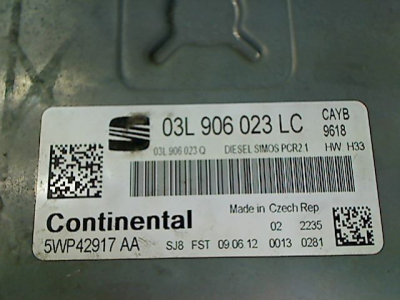 03L 906 023 LC
CAYB
9618
03L 906 023 Q DIESEL SIMOS PCR2.1 HW H33
Continental
Made in Czech Rep
02 2235
5WP42917 AA SJ8 FST 09.06.12 0013 0281